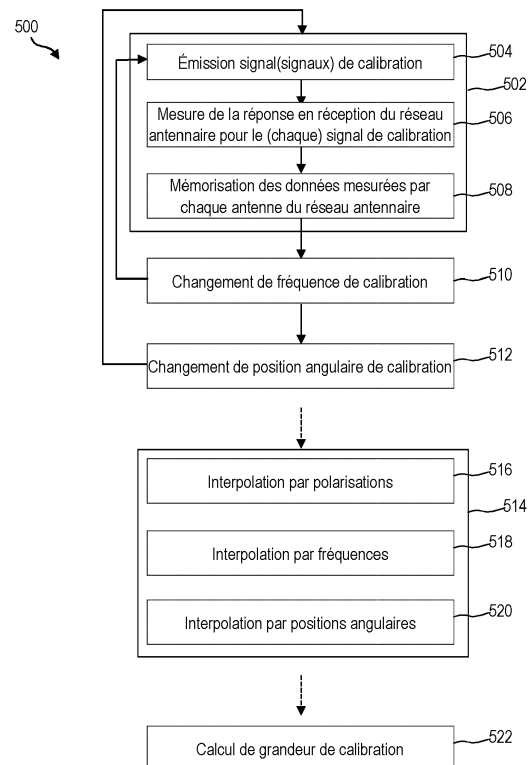 500
Émission signal(signaux) de calibration
504
502
Mesure de la réponse en réception du réseau
antennaire pour le (chaque) signal de calibration
506
Mémorisation des données mesurées par
chaque antenne du réseau antennaire
508
Changement de fréquence de calibration
510
Changement de position angulaire de calibration
512
Interpolation par polarisations
516
514
Interpolation par fréquences
518
Interpolation par positions angulaires
520
Calcul de grandeur de calibration
522